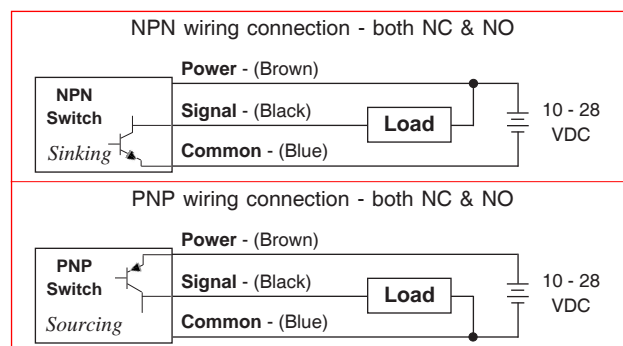 NPN wiring connection - both NC & NO
Power - (Brown)
NPN
Switch
Signal - (Black)
Load
10 - 28
VDC
Sinking
Common - (Blue)
PNP wiring connection - both NC & NO
Power - (Brown)
PNP
Switch
Signal - (Black)
Load
10 - 28
VDC
Sourcing
Common - (Blue)